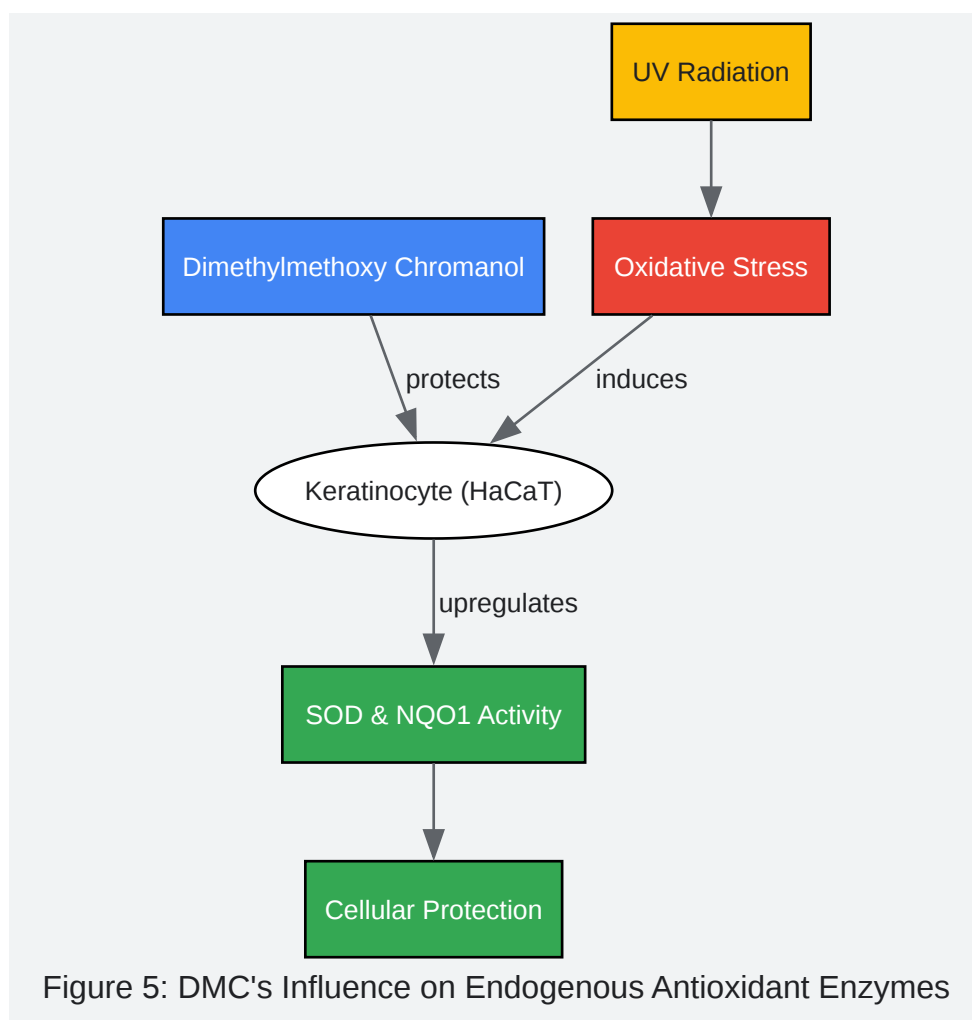 UV Radiation
Dimethylmethoxy Chromanol
Oxidative Stress
protects
induces
Keratinocyte (HaCaT)
upregulates
SOD & NQO1 Activity
Cellular Protection
Figure 5: DMC's Influence on Endogenous Antioxidant Enzymes